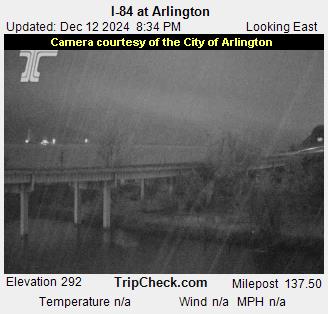 I-84 at Arlington
Updated: Dec 12 2024 8:34 PM Looking East
Camera courtesy of the City of Arlington
Elevation 292 TripCheck.com Milepost 137.50
Temperature n/a Wind n/a MPH n/a